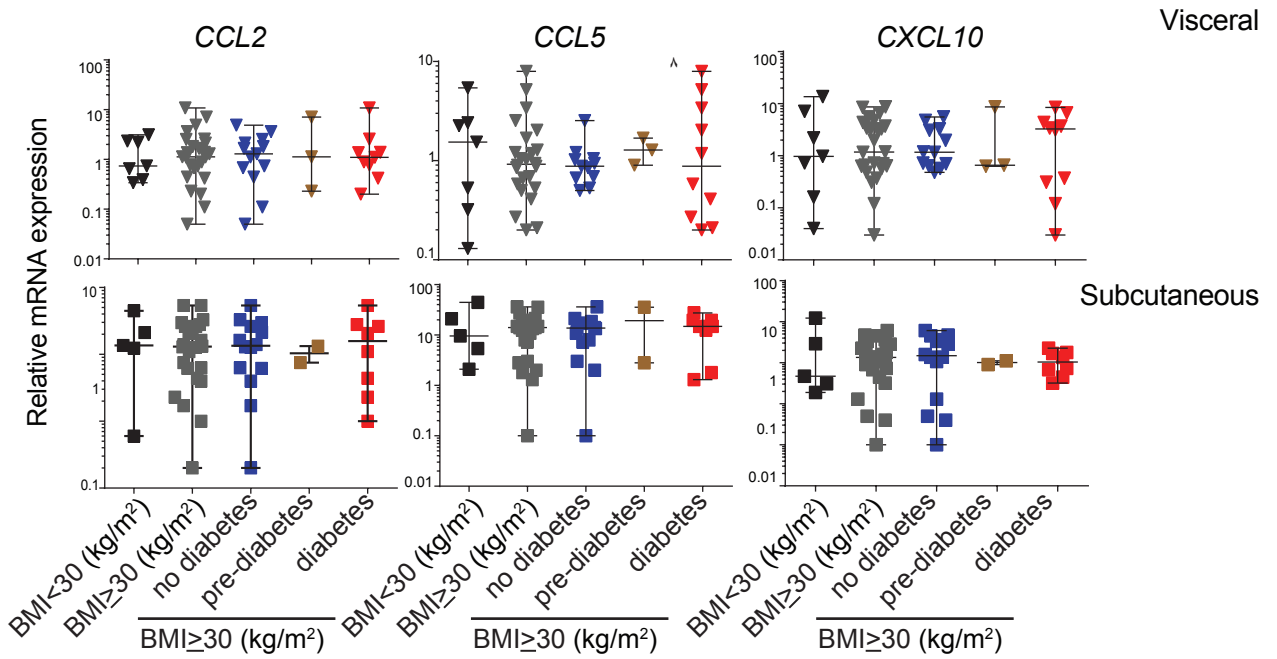 Visceral
CCL2
CCL5
CXCL10
Relative mRNA expression
100
10
1
0.1
0.01
10
1
0.1
100
10
1
0.1
0.01
Subcutaneous
10
1
0.1
100
10
1
0.1
0.01
100
10
1
0.1
0.01
BMI<30 (kg/m²)
BMI≥30 (kg/m²)
no diabetes
pre-diabetes
diabetes
BMI<30 (kg/m²)
BMI≥30 (kg/m²)
no diabetes
pre-diabetes
diabetes
BMI<30 (kg/m²)
BMI≥30 (kg/m²)
no diabetes
pre-diabetes
diabetes
BMI≥30 (kg/m²)
BMI≥30 (kg/m²)
BMI≥30 (kg/m²)